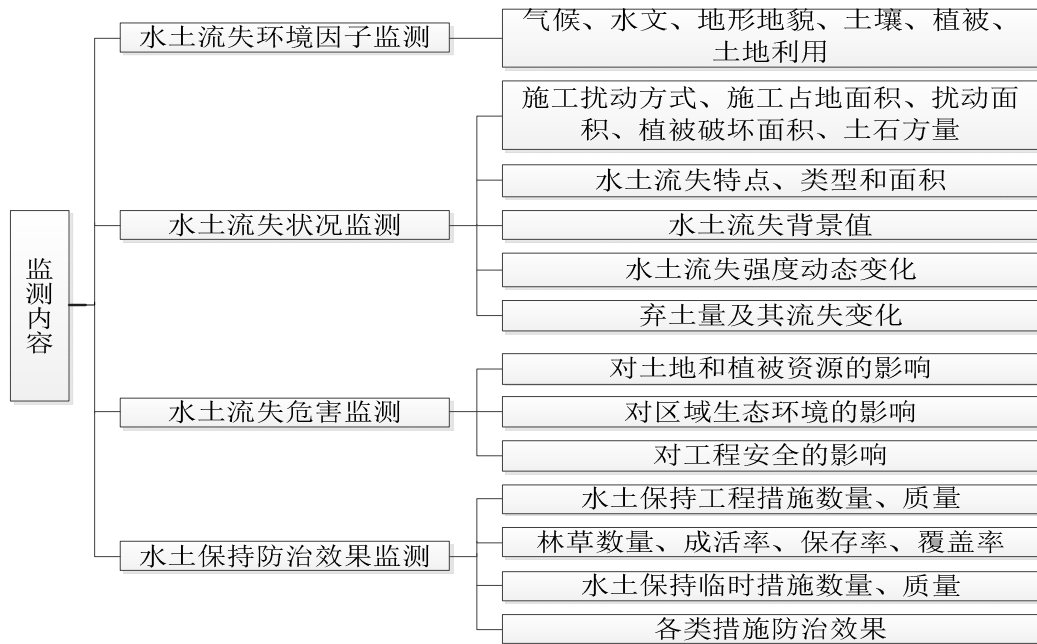 监测内容
水土流失环境因子监测
气候、水文、地形地貌、土壤、植被、
土地利用
水土流失状况监测
施工扰动方式、施工占地面积、扰动面
积、植被破坏面积、土石方量
水土流失特点、类型和面积
水土流失背景值
水土流失强度动态变化
弃土量及其流失变化
水土流失危害监测
对土地和植被资源的影响
对区域生态环境的影响
对工程安全的影响
水土保持防治效果监测
水土保持工程措施数量、质量
林草数量、成活率、保存率、覆盖率
水土保持临时措施数量、质量
各类措施防治效果